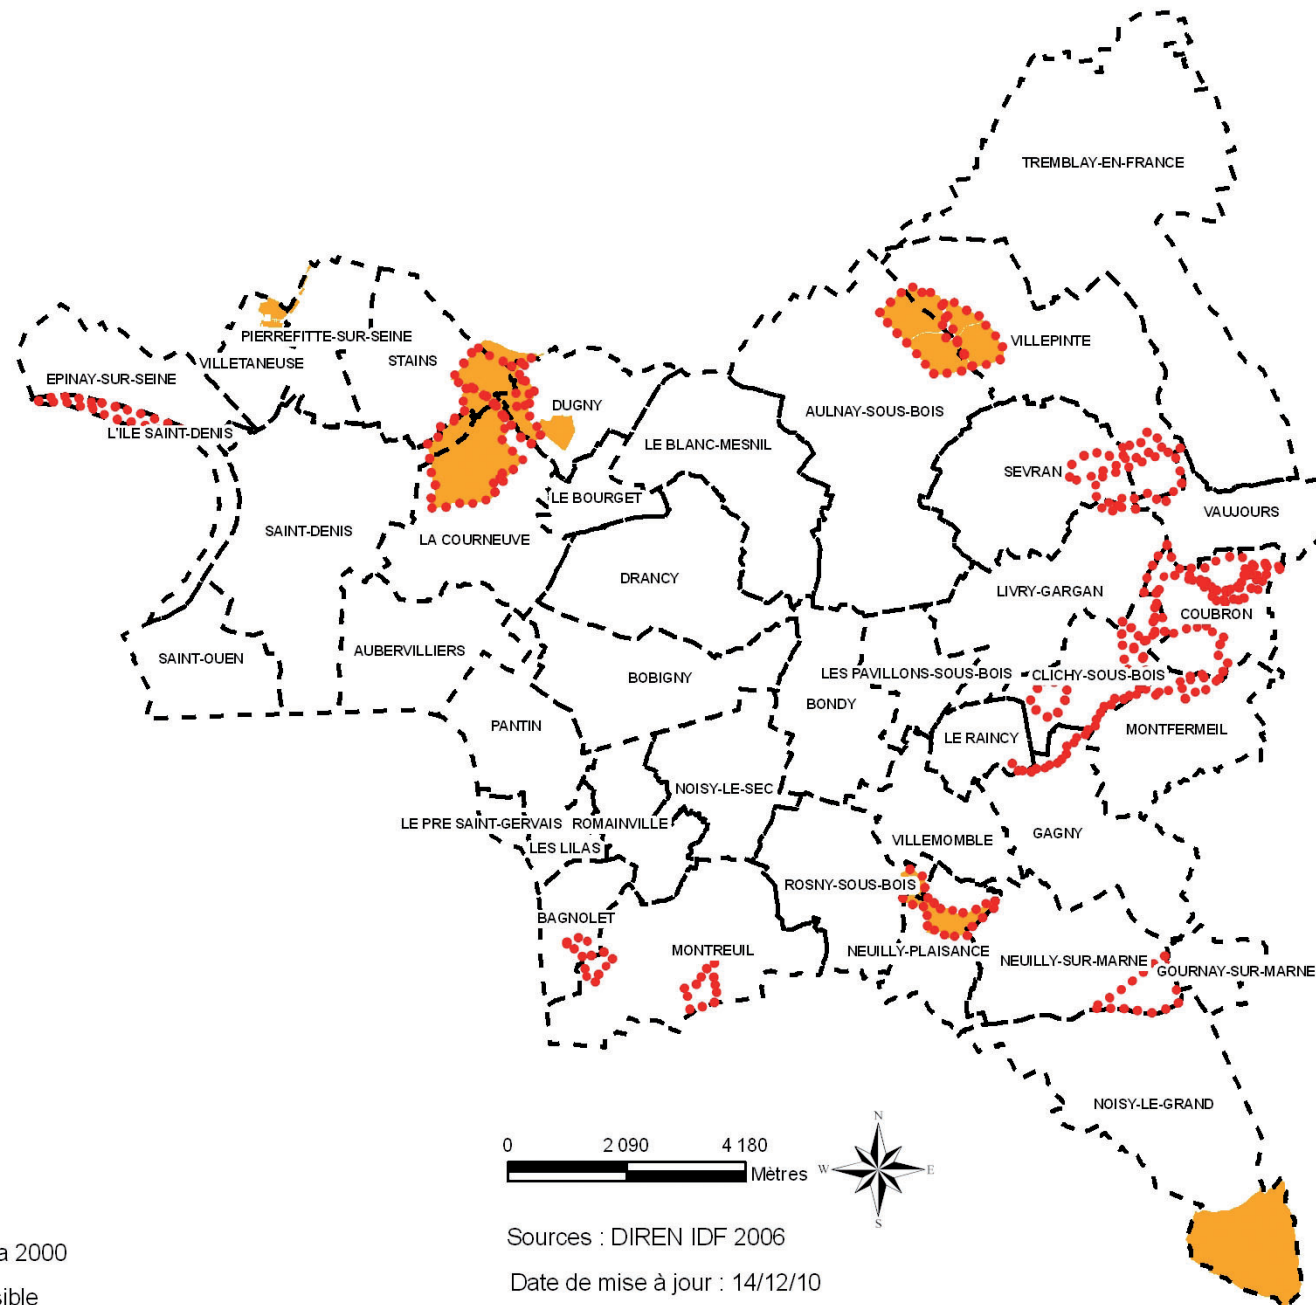 TREMBLAY-EN-FRANCE
PIERREFITTE-SUR-SEINE
VILLEPINTE
STAINS
VILLETANEUSE
EPINAY-SUR-SEINE
DUGNY
AULNAY-SOUS-BOIS
L'ILE SAINT-DENIS
LE BLANC-MESNIL
SEVRAN
LE BOURGET
VAUJOURS
SAINT-DENIS
LA COURNEUVE
DRANCY
LIVRY-GARGAN
COUBRON
AUBERVILLIERS
SAINT-OUEN
BOBIGNY
LES PAVILLONS-SOUS-BOIS
CLICHY-SOUS-BOIS
BONDY
PANTIN
MONTFERMEIL
LE RAINCY
NOISY-LE-SEC
LE PRE SAINT-GERVAIS
ROMAINVILLE
GAGNY
VILLEMOMBLE
LES LILAS
ROSNY-SOUS-BOIS
BAGNOLET
MONTREUIL
NEUILLY-PLAISANCE
NEUILLY-SUR-MARNE
GOURNAY-SUR-MARNE
NOISY-LE-GRAND
N
0 2 090 4 180
Mètres
W E
S
Sources : DIREN IDF 2006
a 2000
Date de mise à jour : 14/12/10
sible